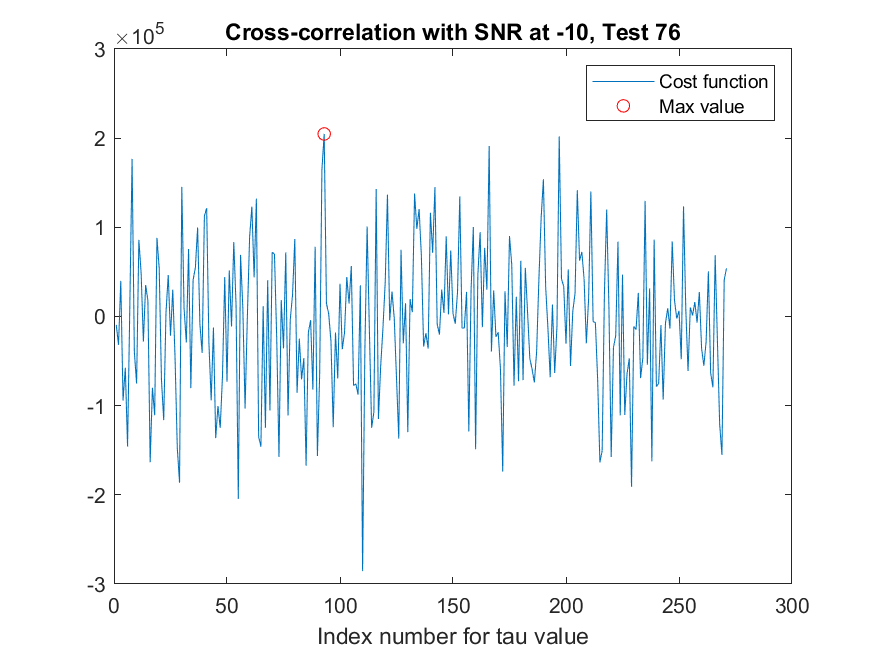 Cross-correlation with SNR at -10, Test 76
×10^5
3
2
1
0
-1
-2
-3
Cost function
Max value
0 50 100 150 200 250 300
Index number for tau value